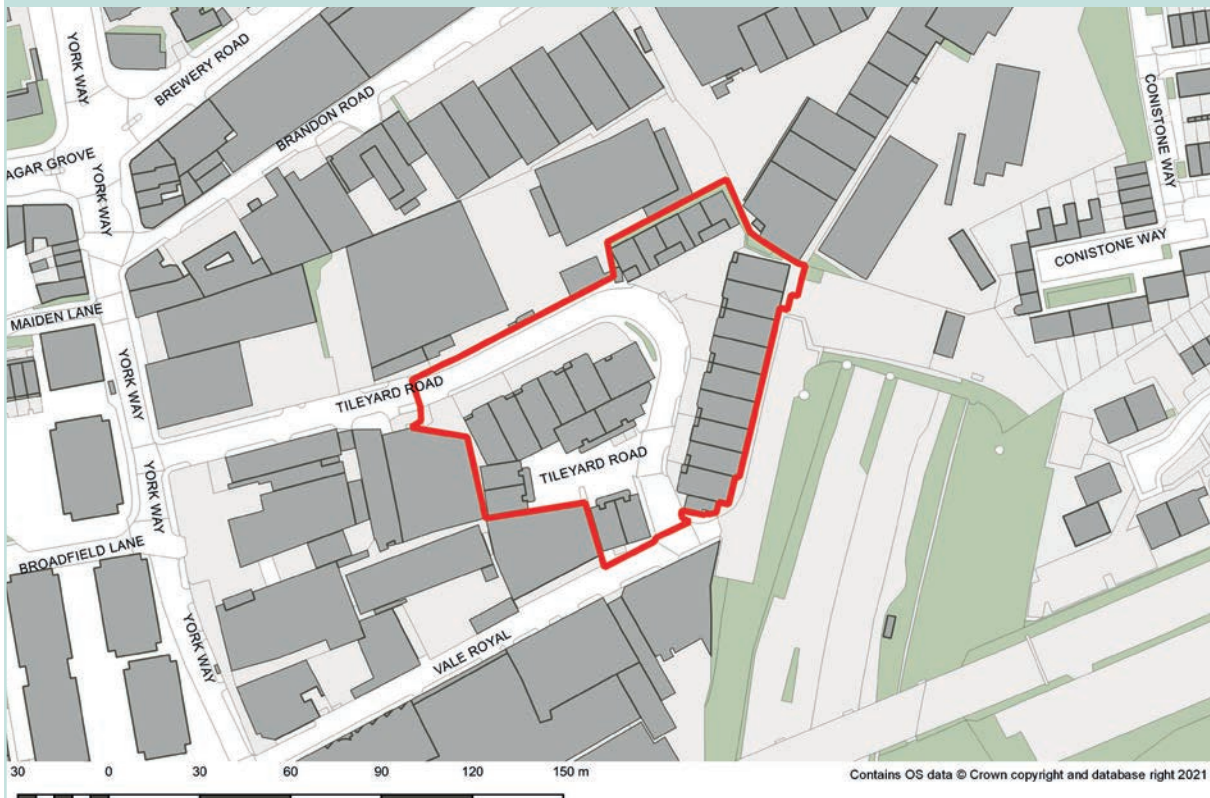 YORK WAY
BREWERY ROAD
BRANDON ROAD
AGAR GROVE
YORK WAY
CONISTONE WAY
CONISTONE WAY
MAIDEN LANE
YORK WAY
TILEYARD ROAD
TILEYARD ROAD
YORK WAY
BROADFIELD LANE
YORK WAY
VALE ROYAL
30 0 30 60 90 120 150 m
Contains OS data © Crown copyright and database right 2021